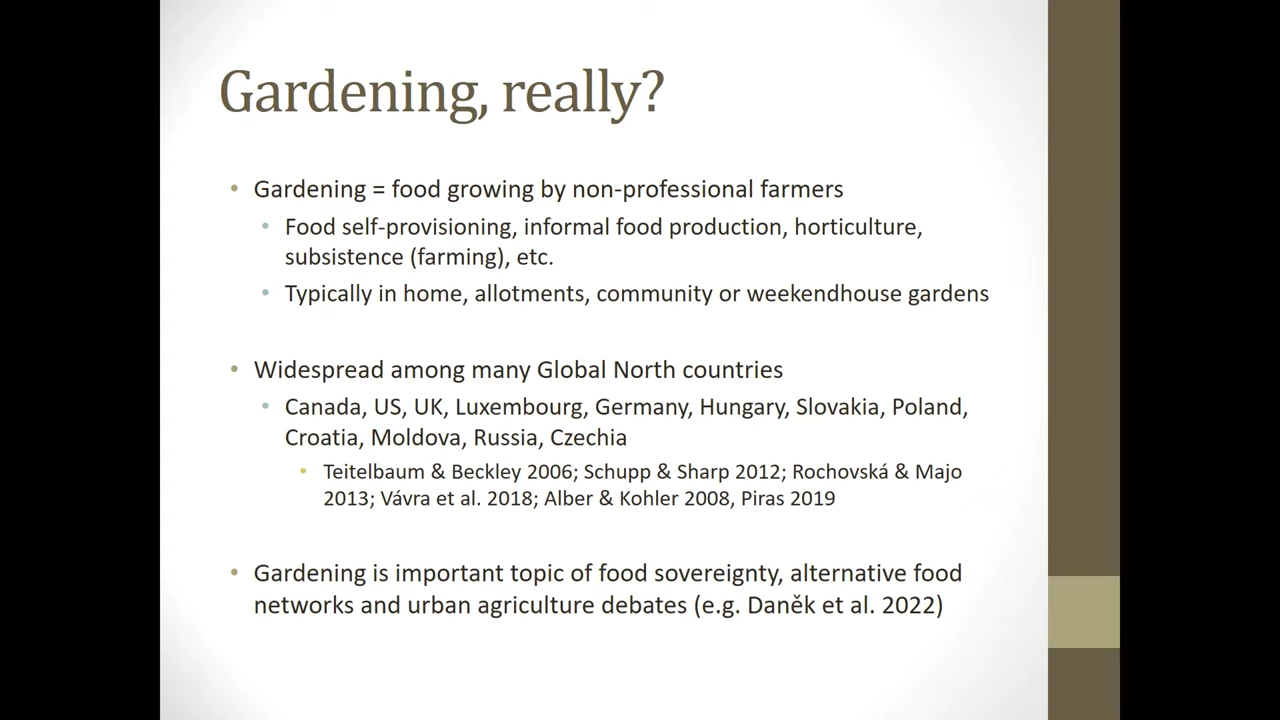 Gardening, really?
• Gardening = food growing by non-professional farmers
• Food self-provisioning, informal food production, horticulture,
subsistence (farming), etc.
• Typically in home, allotments, community or weekendhouse gardens
• Widespread among many Global North countries
• Canada, US, UK, Luxembourg, Germany, Hungary, Slovakia, Poland,
Croatia, Moldova, Russia, Czechia
• Teitelbaum & Beckley 2006; Schupp & Sharp 2012; Rochovská & Majo
2013; Vávra et al. 2018; Alber & Kohler 2008, Piras 2019
• Gardening is important topic of food sovereignty, alternative food
networks and urban agriculture debates (e.g. Daněk et al. 2022)